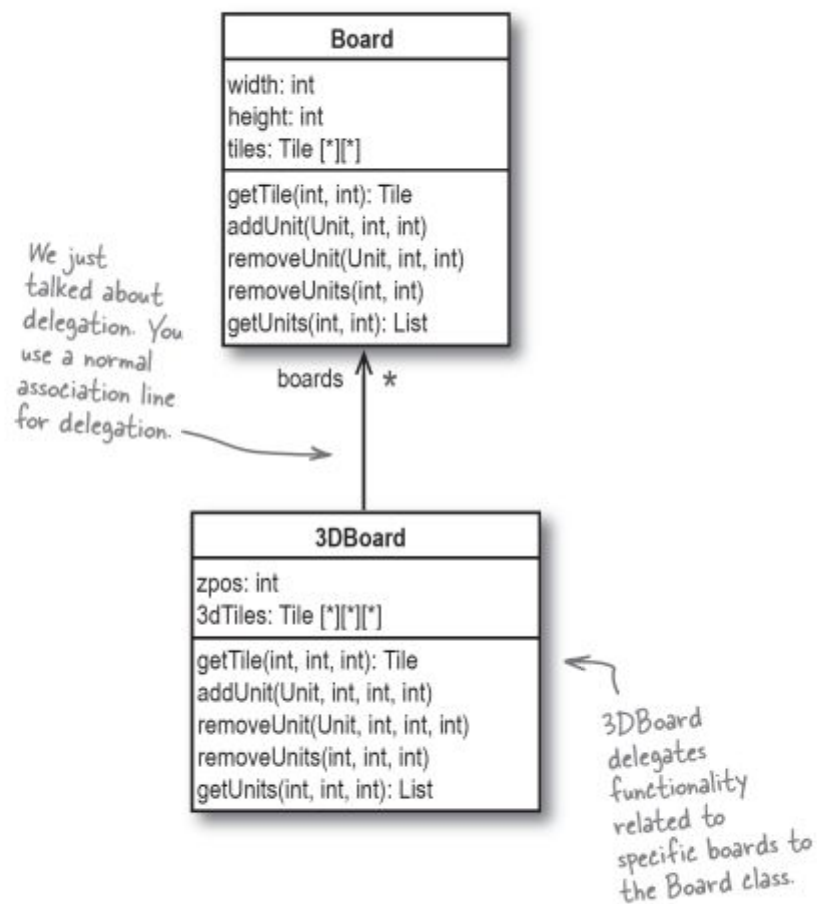 Board
width: int
height: int
tiles: Tile [*][*]
getTile(int, int): Tile
addUnit(Unit, int, int)
removeUnit(Unit, int, int)
removeUnits(int, int)
getUnits(int, int): List
We just
talked about
delegation. You
use a normal
association line
for delegation.
boards *
3DBoard
zpos: int
3dTiles: Tile [*][*][*]
getTile(int, int, int): Tile
addUnit(Unit, int, int, int)
removeUnit(Unit, int, int, int)
removeUnits(int, int, int)
getUnits(int, int, int): List
3DBoard
delegates
functionality
related to
specific boards to
the Board class.